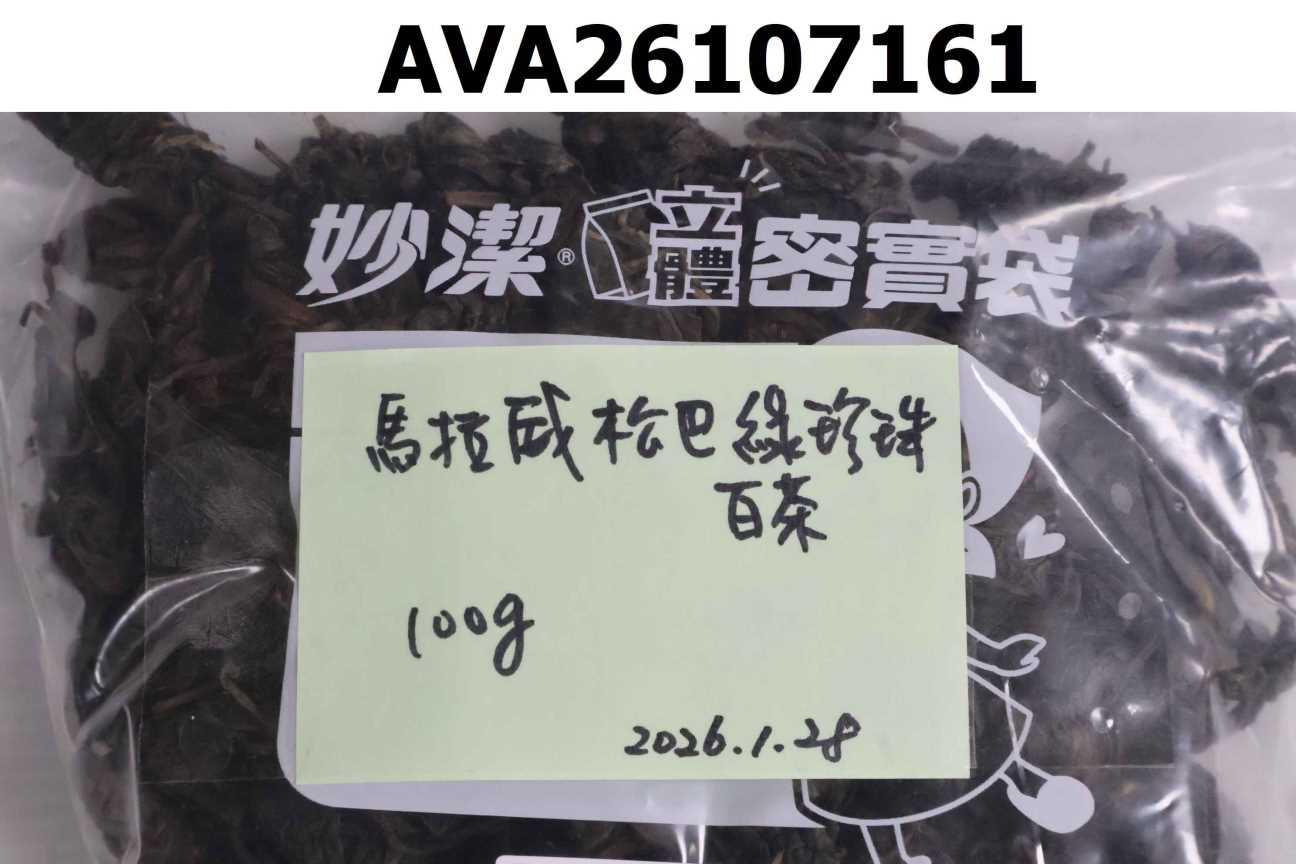 AVA26107161
妙潔® 立體密實袋
馬拉威松巴綠珍珠
百茶
100g
2026.1.28